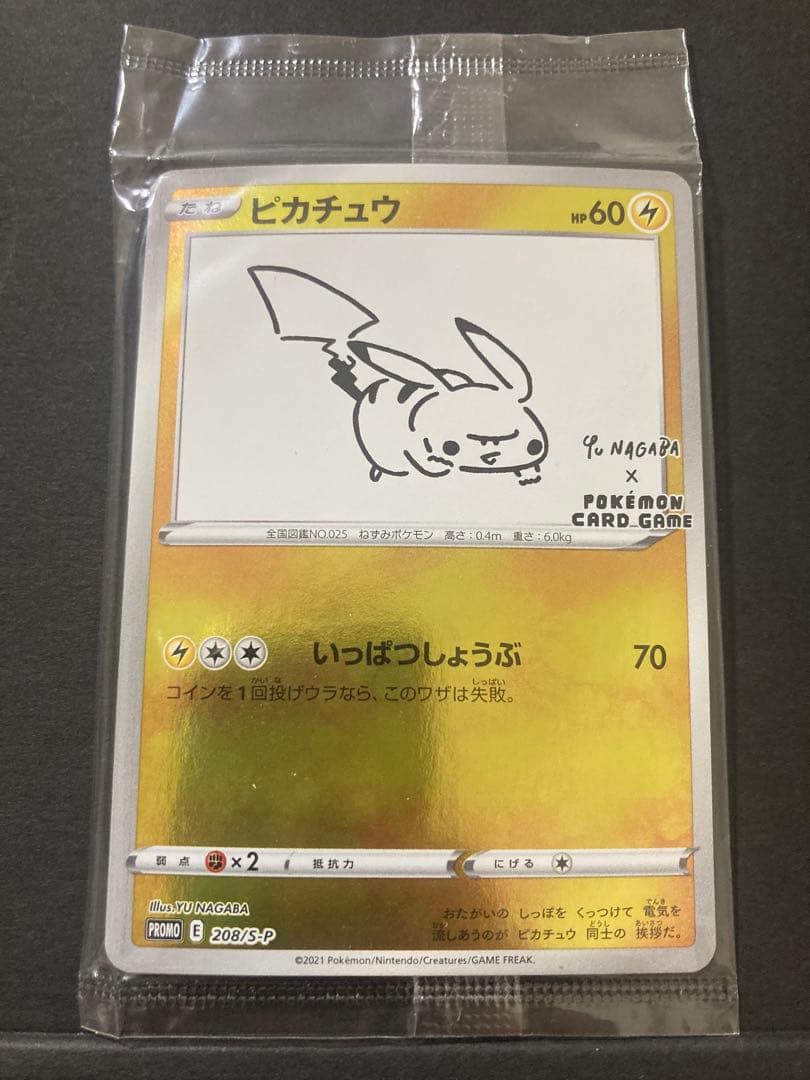 たね ピカチュウ HP60
YU NAGABA
×
POKÉMON
CARD GAME
全国図鑑NO.025 ねずみポケモン 高さ:0.4m 重さ:6.0kg
いっぱつしょうぶ 70
コインを1回投げウラなら、このワザは失敗。
弱点 ×2 抵抗力 にげる
Illus.YU NAGABA
PROMO E 208/S-P
おたがいの しっぽを くっつけて 電気を
流しあうのが ピカチュウ 同士の 挨拶だ。
©2021 Pokémon/Nintendo/Creatures/GAME FREAK.